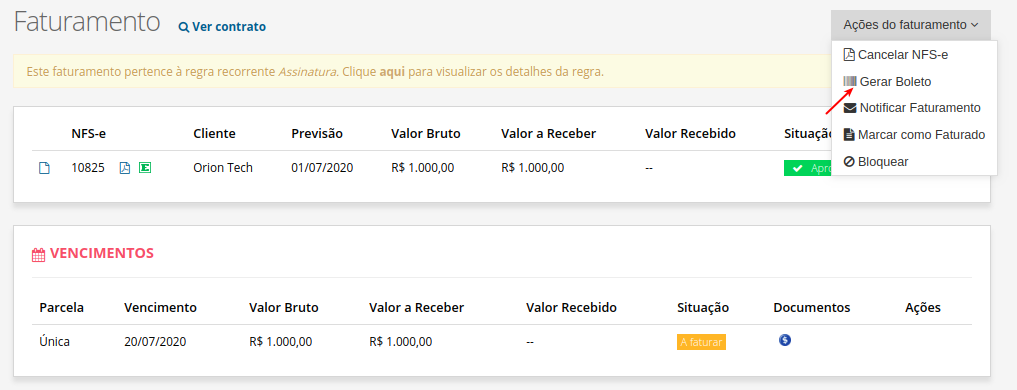 Faturamento Ver contrato
Ações do faturamento
Cancelar NFS-e
Gerar Boleto
Notificar Faturamento
Marcar como Faturado
Bloquear
Este faturamento pertence à regra recorrente Assinatura. Clique aqui para visualizar os detalhes da regra.
NFS-e Cliente Previsão Valor Bruto Valor a Receber Valor Recebido Situaçã
10825 Orion Tech 01/07/2020 R$ 1.000,00 R$ 1.000,00 -- Apro
VENCIMENTOS
Parcela Vencimento Valor Bruto Valor a Receber Valor Recebido Situação Documentos Ações
Única 20/07/2020 R$ 1.000,00 R$ 1.000,00 -- A faturar